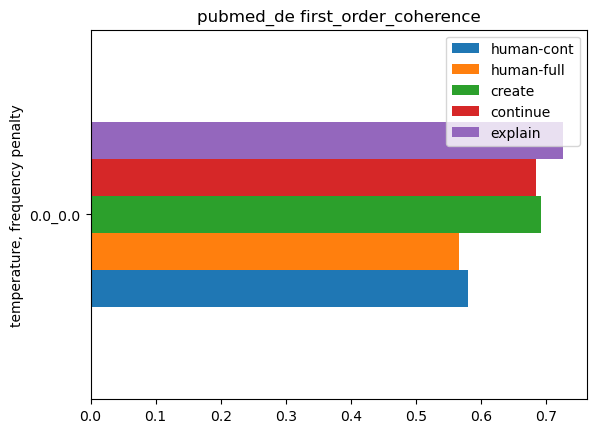 pubmed_de first_order_coherence
human-cont
human-full
create
continue
explain
temperature, frequency penalty
0.0_0.0
0.0 0.1 0.2 0.3 0.4 0.5 0.6 0.7